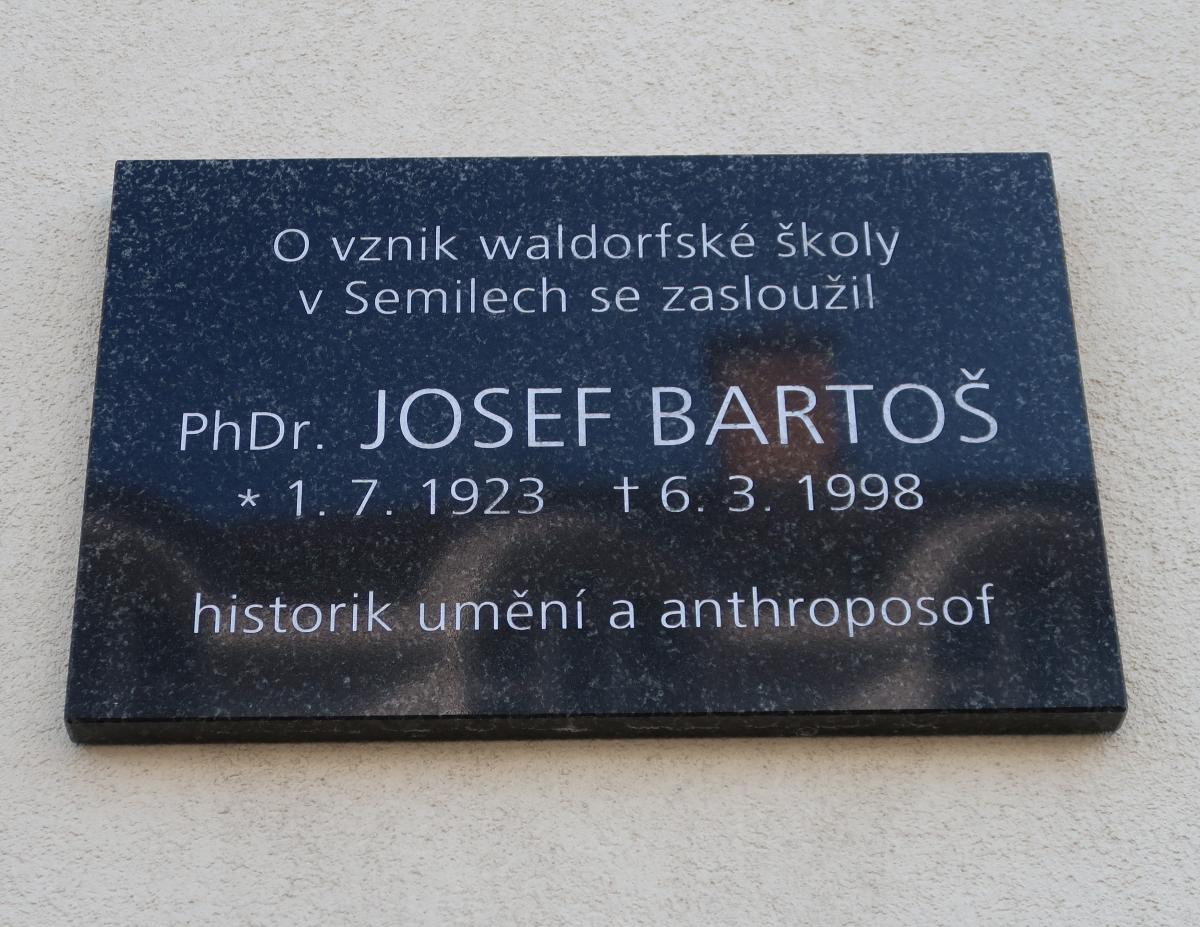 O vznik waldorfské školy
v Semilech se zasloužil
PhDr. JOSEF BARTOŠ
* 1. 7. 1923 † 6. 3. 1998
historik umění a anthroposof